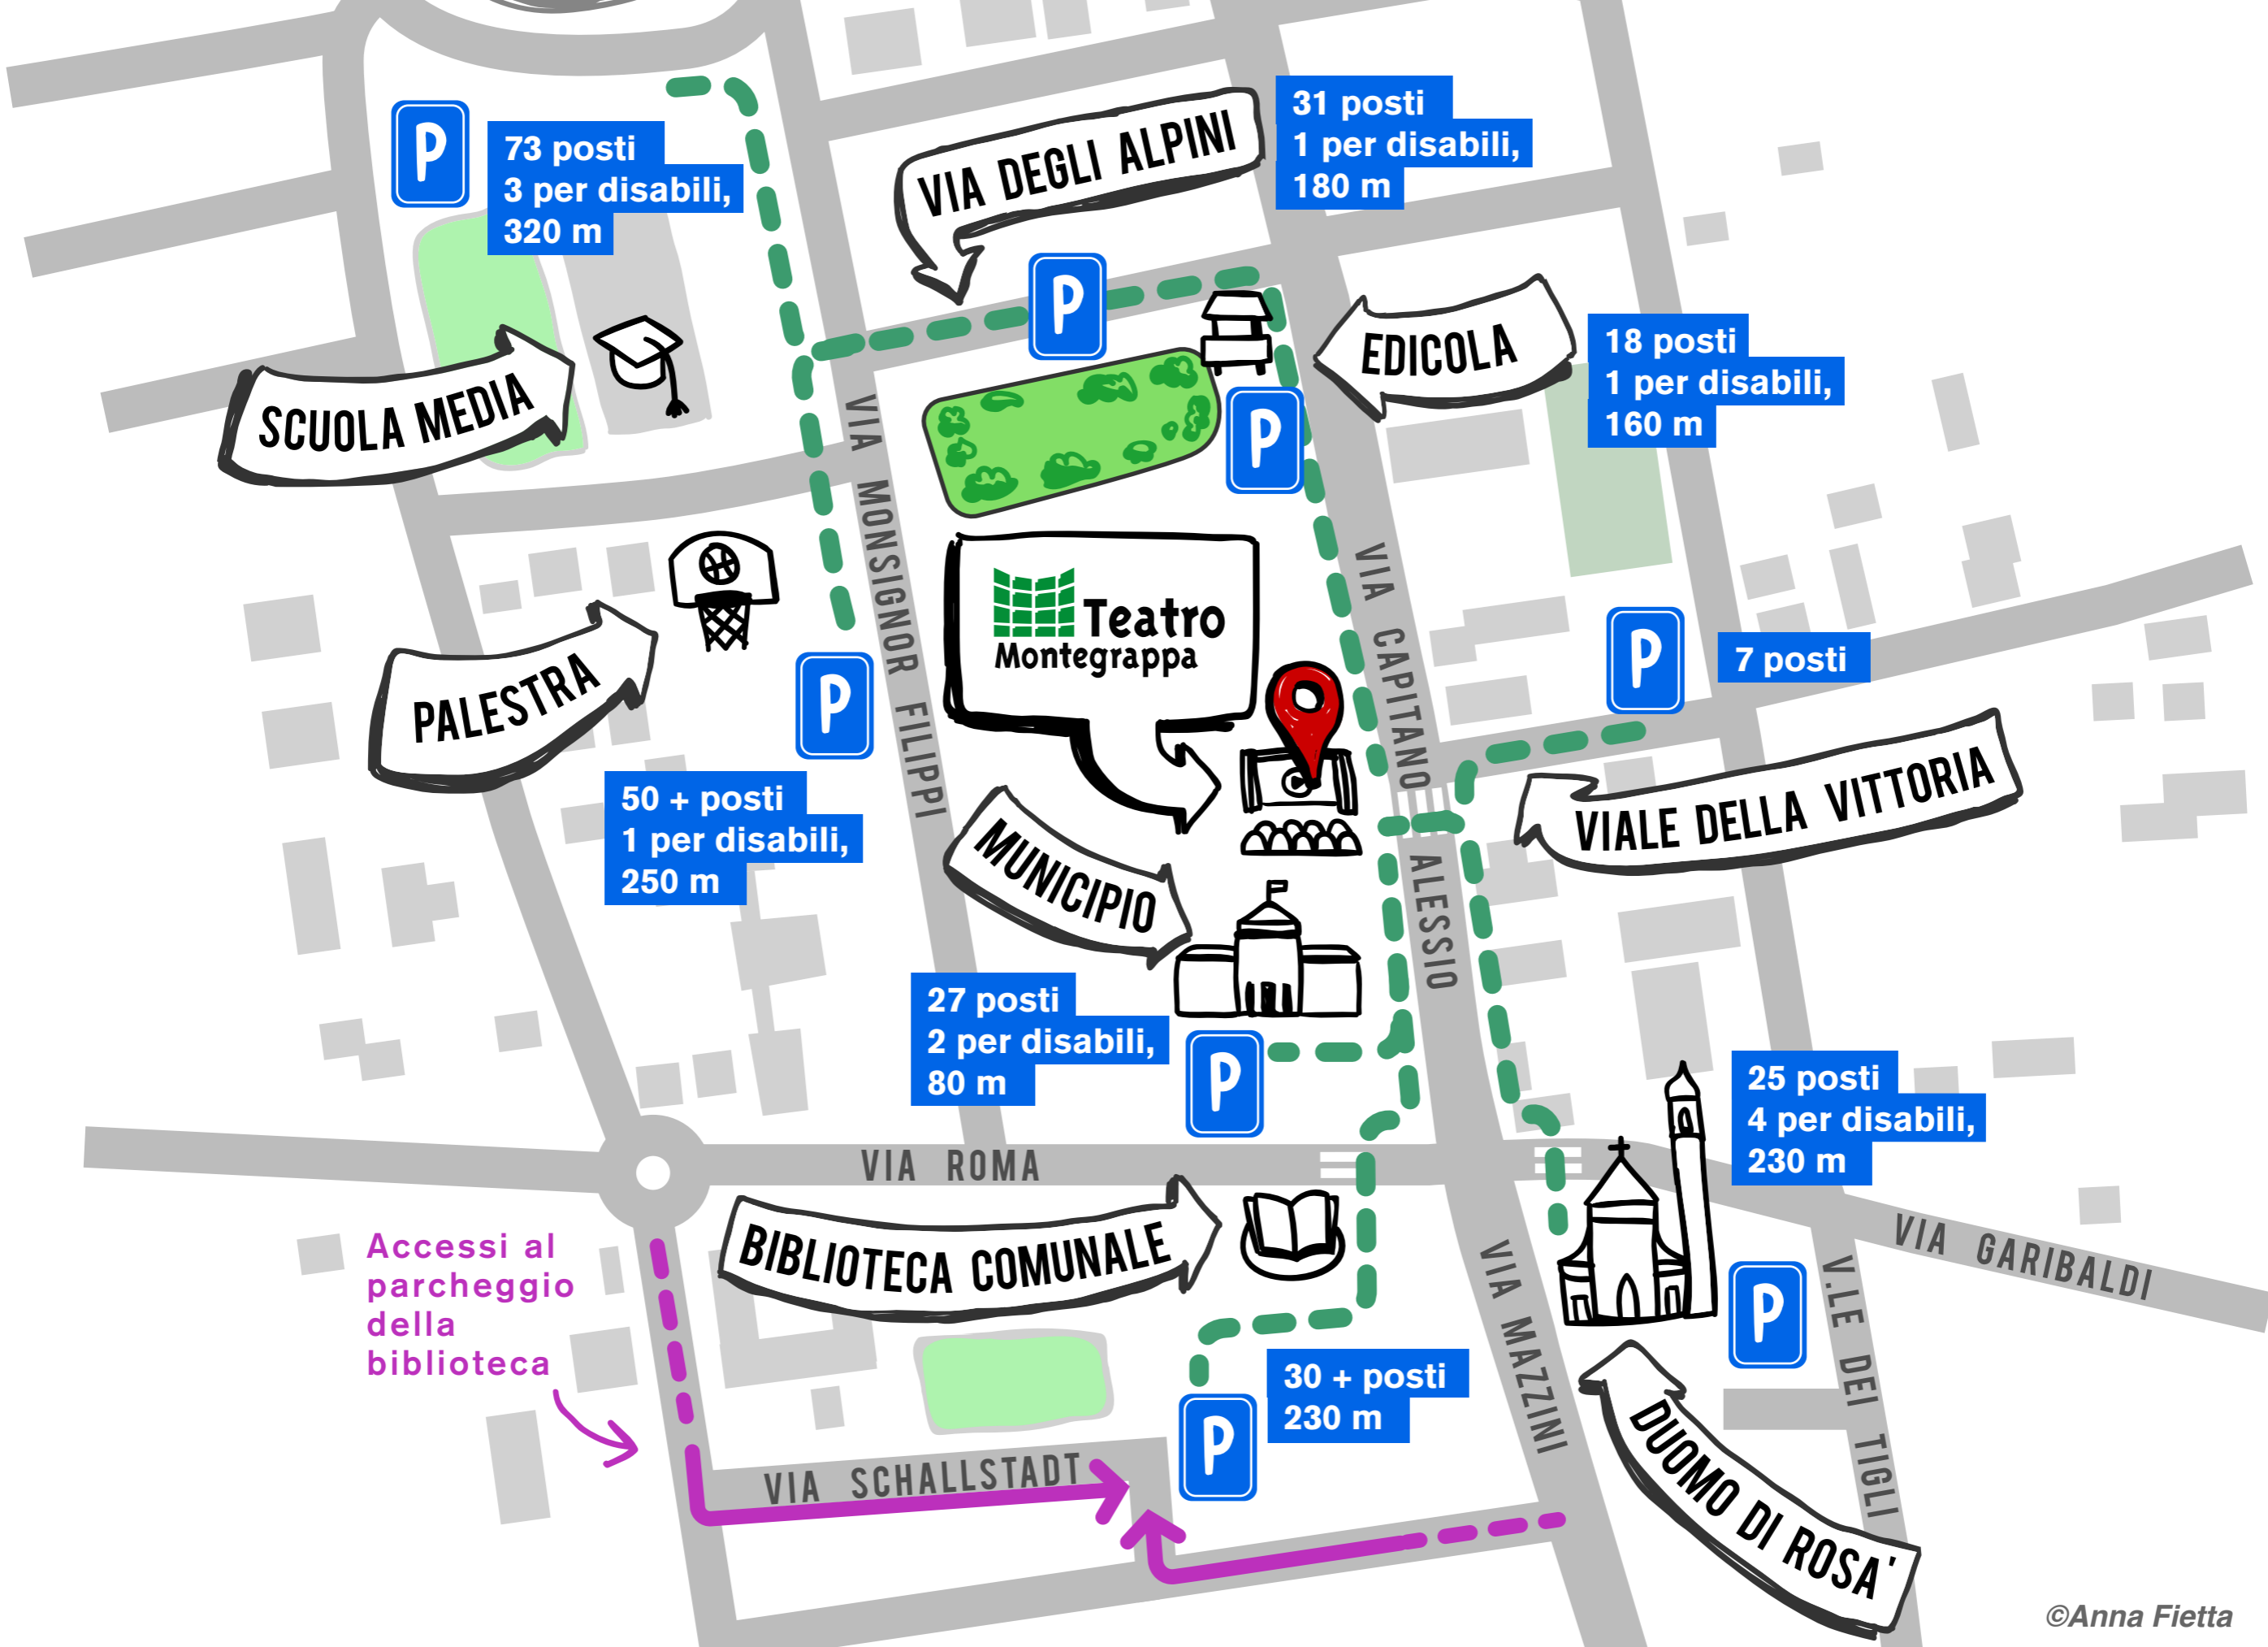 P
73 posti
3 per disabili,
320 m
VIA DEGLI ALPINI
31 posti
1 per disabili,
180 m
P
EDICOLA
18 posti
1 per disabili,
160 m
P
SCUOLA MEDIA
VIA MONSIGNOR FILIPPI
Teatro
Montegrappa
VIA CAPITANO ALESSIO
P
7 posti
PALESTRA
P
50 + posti
1 per disabili,
250 m
VIALE DELLA VITTORIA
MUNICIPIO
27 posti
2 per disabili,
80 m
P
25 posti
4 per disabili,
230 m
P
VIA ROMA
BIBLIOTECA COMUNALE
VIA GARIBALDI
Accessi al
parcheggio
della
biblioteca
30 + posti
230 m
P
VIA MAZZINI
V.LE DEI TIGLI
VIA SCHALLSTADT
DUOMO DI ROSA'
©Anna Fietta